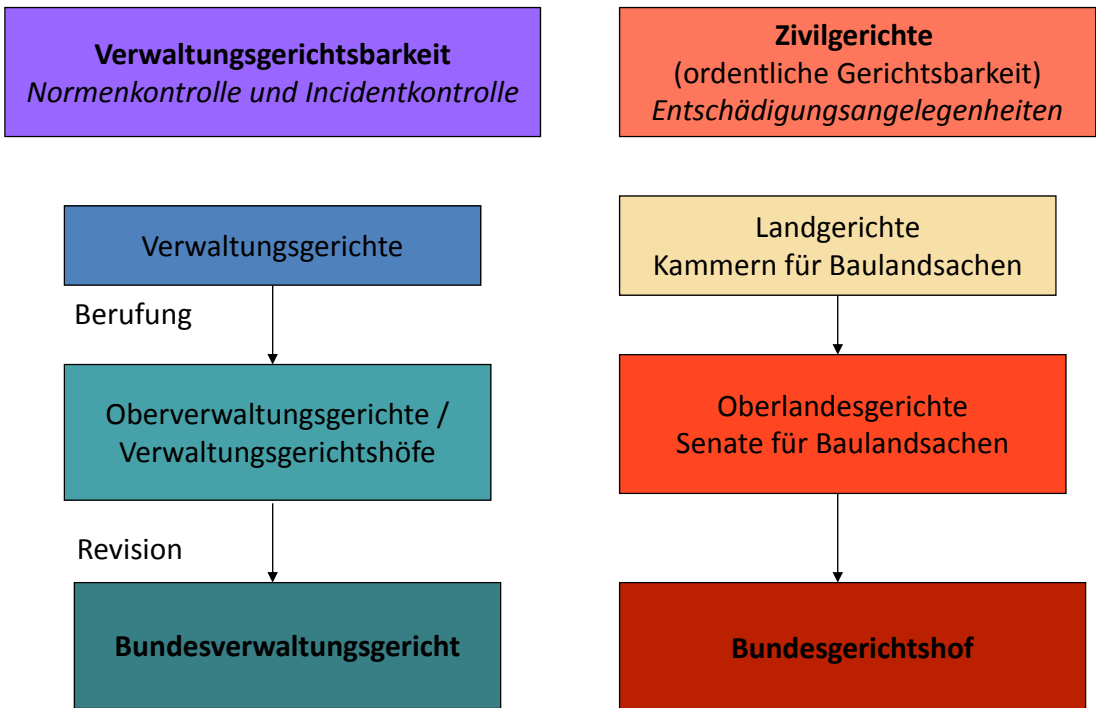 Verwaltungsgerichtsbarkeit
Normenkontrolle und Incidentkontrolle
Zivilgerichte
(ordentliche Gerichtsbarkeit)
Entschädigungsangelegenheiten
Verwaltungsgerichte
Berufung
Oberverwaltungsgerichte /
Verwaltungsgerichtshöfe
Revision
Bundesverwaltungsgericht
Landgerichte
Kammern für Baulandsachen
Oberlandesgerichte
Senate für Baulandsachen
Bundesgerichtshof